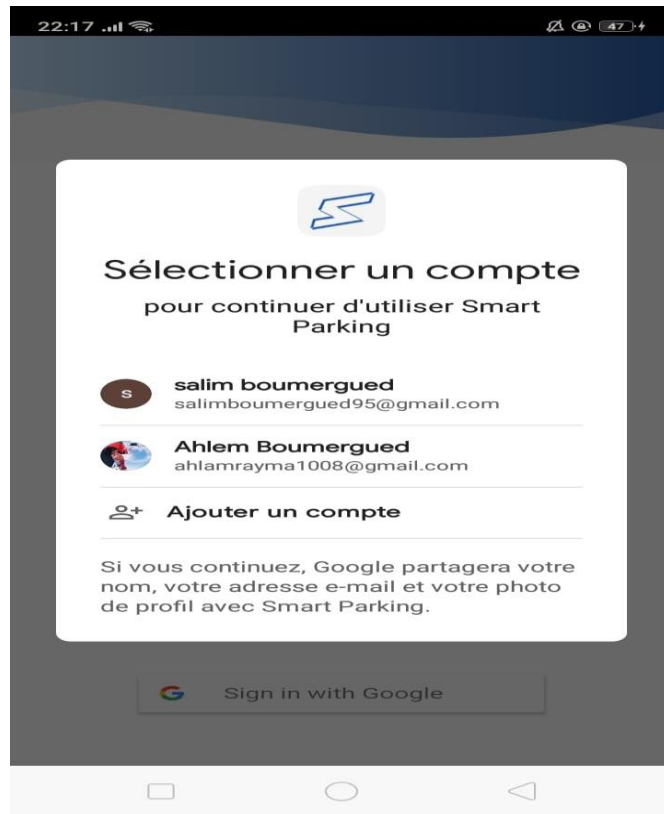 22:17
47
Sélectionner un compte
pour continuer d'utiliser Smart
Parking
s
salim boumergued
salimboumergued95@gmail.com
Ahlem Boumergued
ahlamrayma1008@gmail.com
Ajouter un compte
Si vous continuez, Google partagera votre
nom, votre adresse e-mail et votre photo
de profil avec Smart Parking.
G Sign in with Google